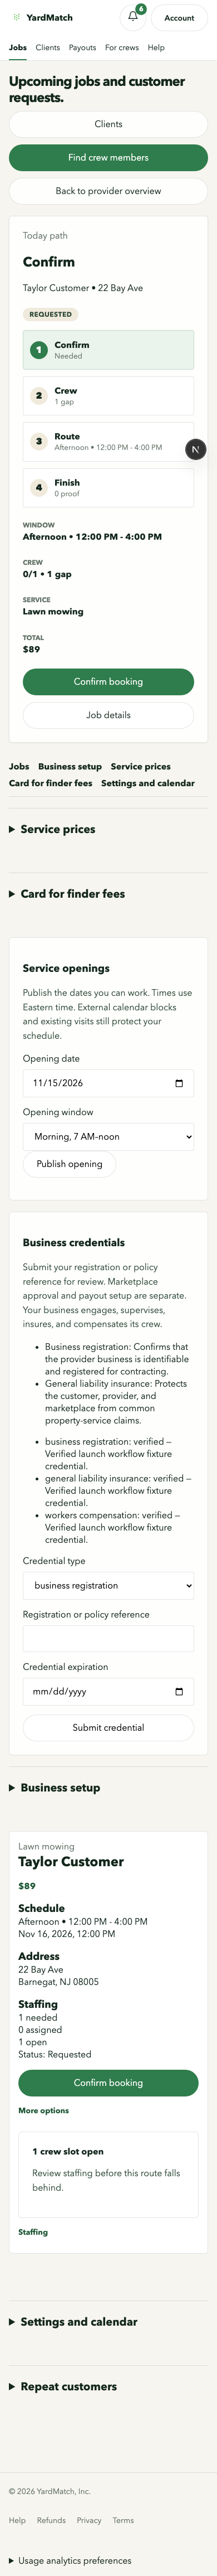 YardMatch
6
Account
Jobs Clients Payouts For crews Help
Upcoming jobs and customer
requests.
Clients
Find crew members
Back to provider overview
Today path
Confirm
Taylor Customer • 22 Bay Ave
REQUESTED
1
Confirm
Needed
2
Crew
1 gap
3
Route
Afternoon • 12:00 PM - 4:00 PM
N
4
Finish
0 proof
WINDOW
Afternoon • 12:00 PM - 4:00 PM
CREW
0/1 • 1 gap
SERVICE
Lawn mowing
TOTAL
$89
Confirm booking
Job details
Jobs Business setup Service prices
Card for finder fees Settings and calendar
Service prices
Card for finder fees
Service openings
Publish the dates you can work. Times use
Eastern time. External calendar blocks
and existing visits still protect your
schedule.
Opening date
11/15/2026
Opening window
Morning, 7 AM–noon
Publish opening
Business credentials
Submit your registration or policy
reference for review. Marketplace
approval and payout setup are separate.
Your business engages, supervises,
insures, and compensates its crew.
• Business registration: Confirms that
the provider business is identifiable
and registered for contracting.
• General liability insurance: Protects
the customer, provider, and
marketplace from common
property-service claims.
• business registration: verified —
Verified launch workflow fixture
credential.
• general liability insurance: verified —
Verified launch workflow fixture
credential.
• workers compensation: verified —
Verified launch workflow fixture
credential.
Credential type
business registration
Registration or policy reference
Credential expiration
mm/dd/yyyy
Submit credential
Business setup
Lawn mowing
Taylor Customer
$89
Schedule
Afternoon • 12:00 PM - 4:00 PM
Nov 16, 2026, 12:00 PM
Address
22 Bay Ave
Barnegat, NJ 08005
Staffing
1 needed
0 assigned
1 open
Status: Requested
Confirm booking
More options
1 crew slot open
Review staffing before this route falls
behind.
Staffing
Settings and calendar
Repeat customers
© 2026 YardMatch, Inc.
Help Refunds Privacy Terms
Usage analytics preferences